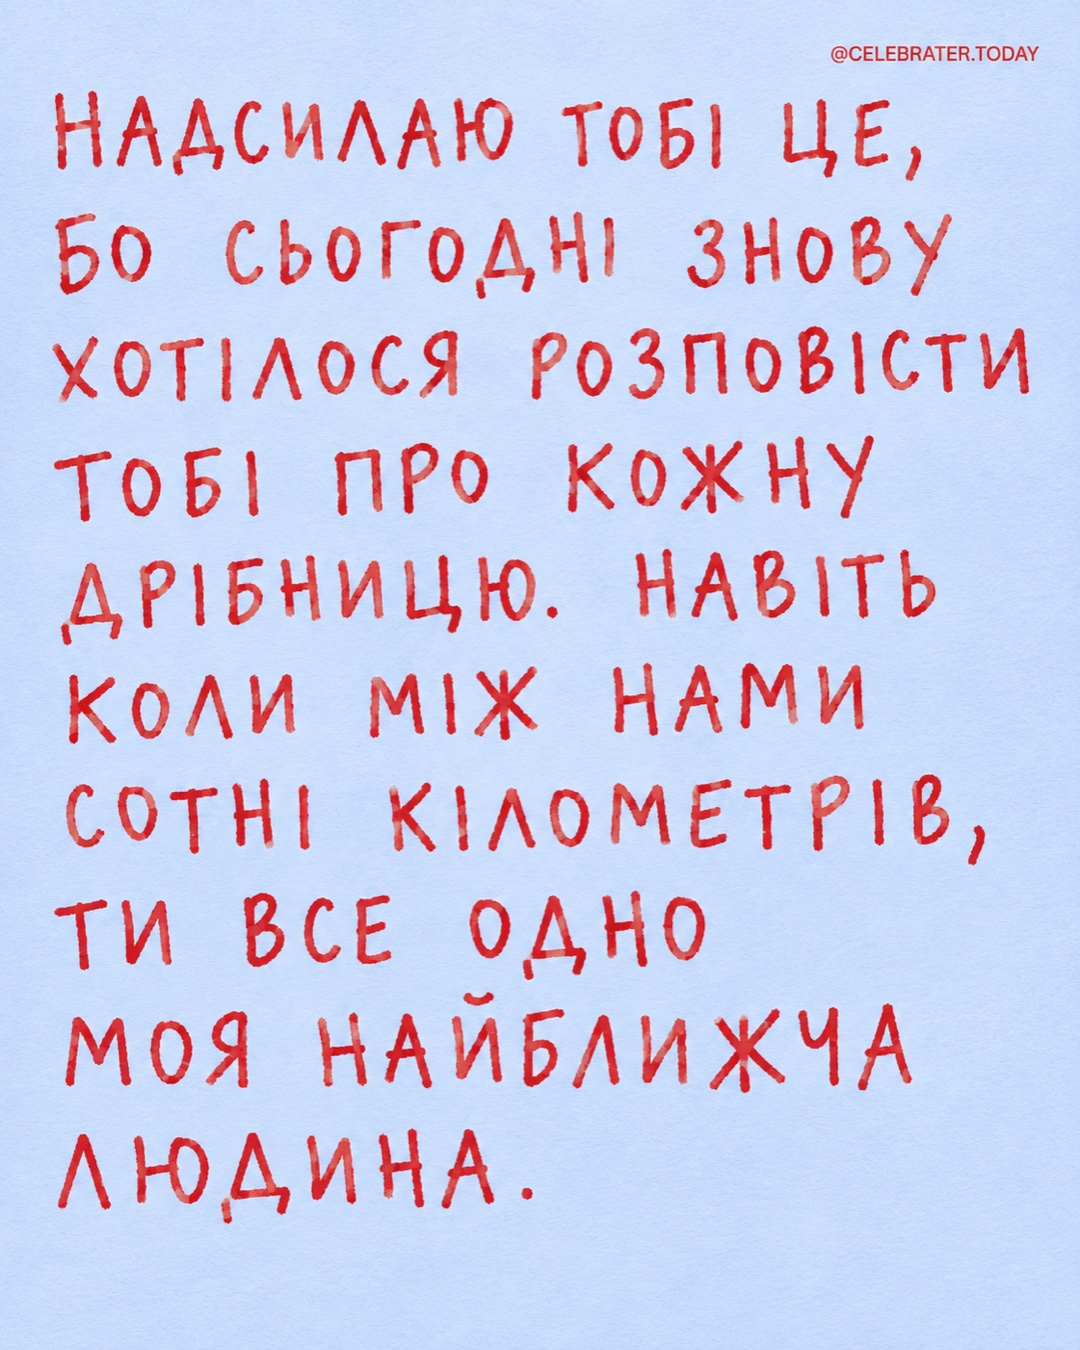 @CELEBRATER.TODAY
НАДСИЛАЮ ТОБІ ЦЕ,
БО СЬОГОДНІ ЗНОВУ
ХОТІЛОСЯ РОЗПОВІСТИ
ТОБІ ПРО КОЖНУ
ДРІБНИЦЮ. НАВІТЬ
КОЛИ МІЖ НАМИ
СОТНІ КІЛОМЕТРІВ,
ТИ ВСЕ ОДНО
МОЯ НАЙБЛИЖЧА
ЛЮДИНА.